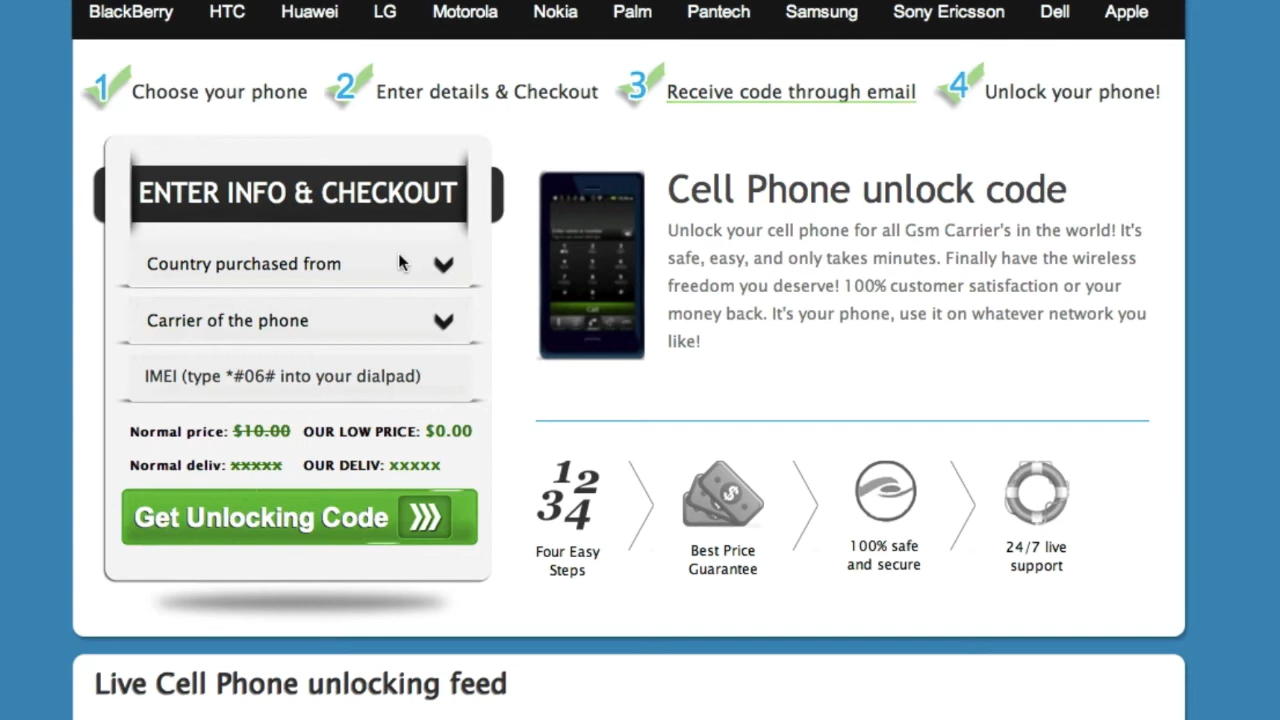 BlackBerry HTC Huawei LG Motorola Nokia Palm Pantech Samsung Sony Ericsson Dell Apple
1 Choose your phone 2 Enter details & Checkout 3 Receive code through email 4 Unlock your phone!
ENTER INFO & CHECKOUT
Country purchased from
Carrier of the phone
IMEI (type *#06# into your dialpad)
Normal price: $10.00 OUR LOW PRICE: $0.00
Normal deliv: xxxxx OUR DELIV: xxxxx
Get Unlocking Code
Cell Phone unlock code
Unlock your cell phone for all Gsm Carrier's in the world! It's
safe, easy, and only takes minutes. Finally have the wireless
freedom you deserve! 100% customer satisfaction or your
money back. It's your phone, use it on whatever network you
like!
1 2
3 4
Four Easy
Steps
Best Price
Guarantee
100% safe
and secure
24/7 live
support
Live Cell Phone unlocking feed